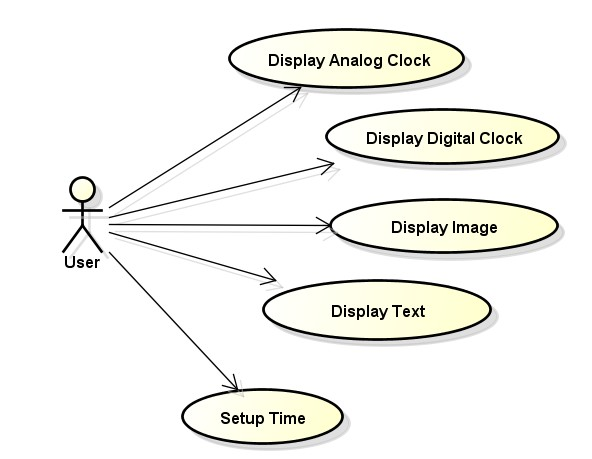 Display Analog Clock
Display Digital Clock
Display Image
User
Display Text
Setup Time